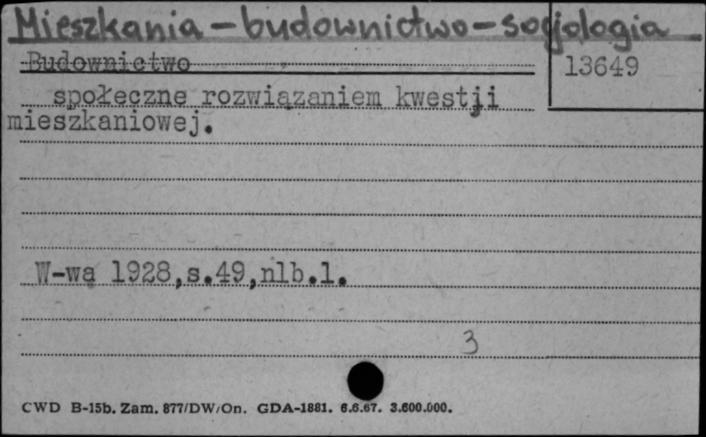 Mieszkania - budownictwo - socjologia
Budownictwo
13649
społeczne rozwiązaniem kwestji
mieszkaniowej.
W-wa 1928,s.49,nlb.1.
3
CWD B-15b. Zam. 877/DW/On. GDA-1881. 6.6.67. 3.600.000.